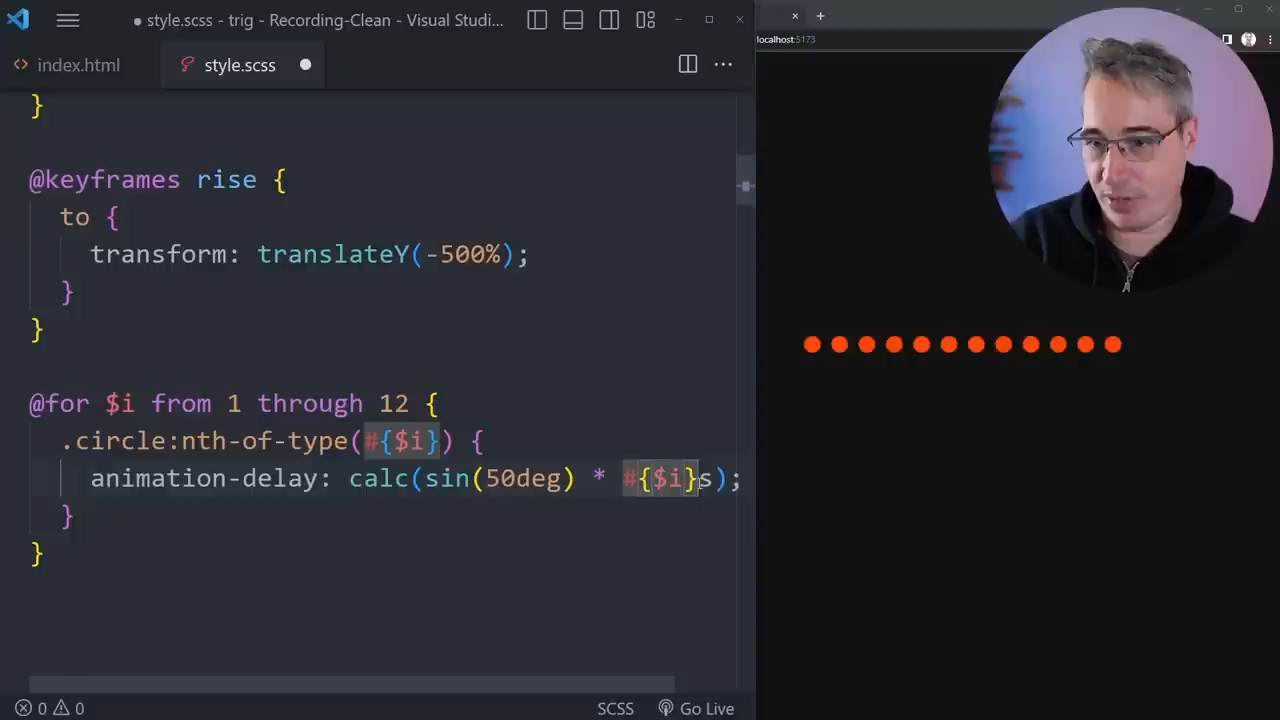 style.scss - trig - Recording-Clean - Visual Studi...
localhost:5173
index.html
style.scss
}
@keyframes rise {
to {
transform: translateY(-500%);
}
}
@for $i from 1 through 12 {
.circle:nth-of-type(#{$i}) {
animation-delay: calc(sin(50deg) * #{$i}s);
}
}
0 0
SCSS
Go Live